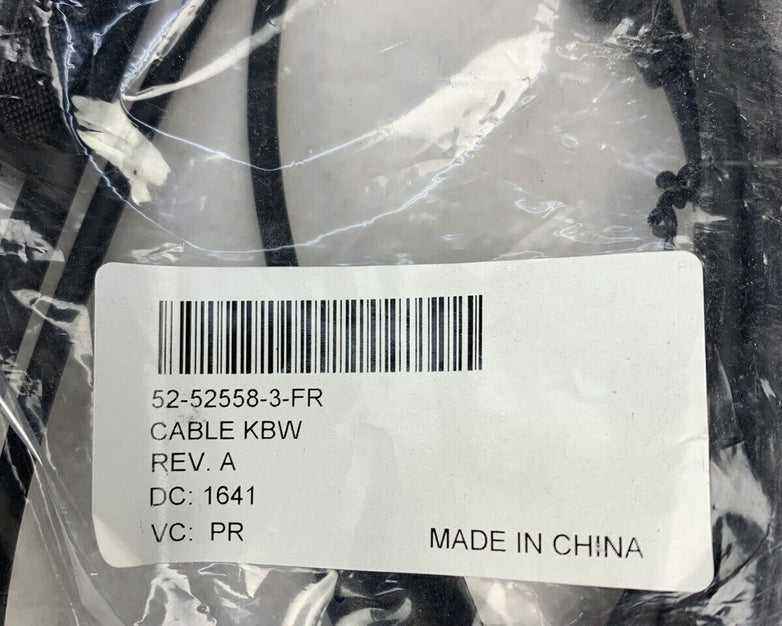 52-52558-3-FR
CABLE KBW
REV. A
DC: 1641
VC: PR
MADE IN CHINA